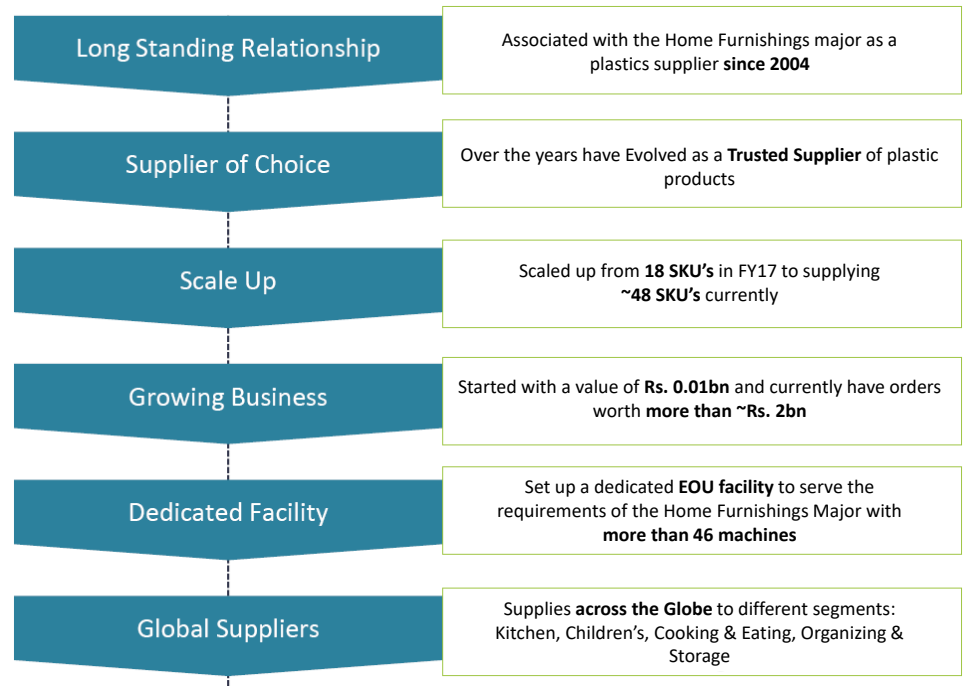 Long Standing Relationship
Associated with the Home Furnishings major as a
plastics supplier since 2004
Supplier of Choice
Over the years have Evolved as a Trusted Supplier of plastic
products
Scale Up
Scaled up from 18 SKU's in FY17 to supplying
~48 SKU's currently
Growing Business
Started with a value of Rs. 0.01bn and currently have orders
worth more than ~Rs. 2bn
Dedicated Facility
Set up a dedicated EOU facility to serve the
requirements of the Home Furnishings Major with
more than 46 machines
Global Suppliers
Supplies across the Globe to different segments:
Kitchen, Children's, Cooking & Eating, Organizing &
Storage